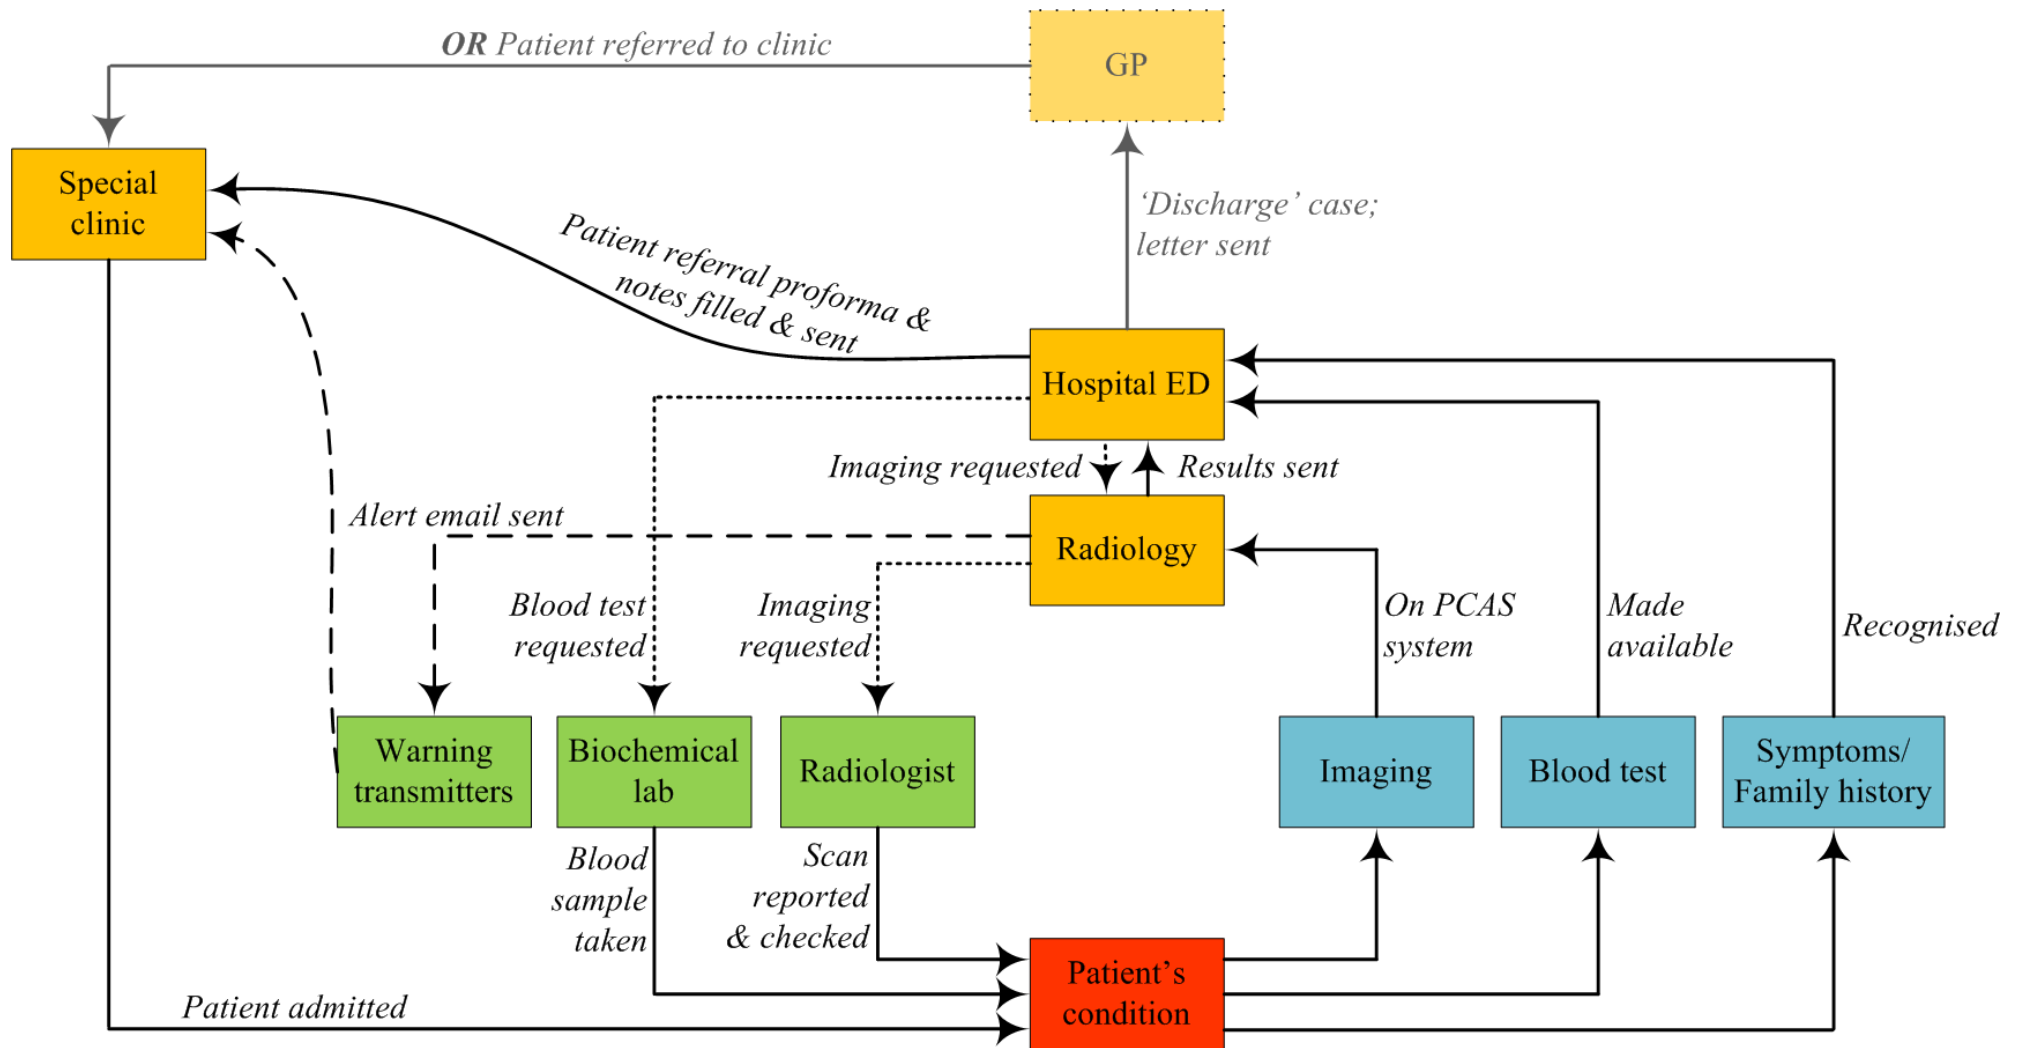 OR Patient referred to clinic
GP
Special
clinic
'Discharge' case;
letter sent
Patient referral proforma &
notes filled & sent
Hospital ED
Imaging requested
Results sent
Alert email sent
Radiology
Blood test
requested
Imaging
requested
On PCAS
system
Made
available
Recognised
Warning
transmitters
Biochemical
lab
Radiologist
Imaging
Blood test
Symptoms/
Family history
Blood
sample
taken
Scan
reported
& checked
Patient admitted
Patient's
condition